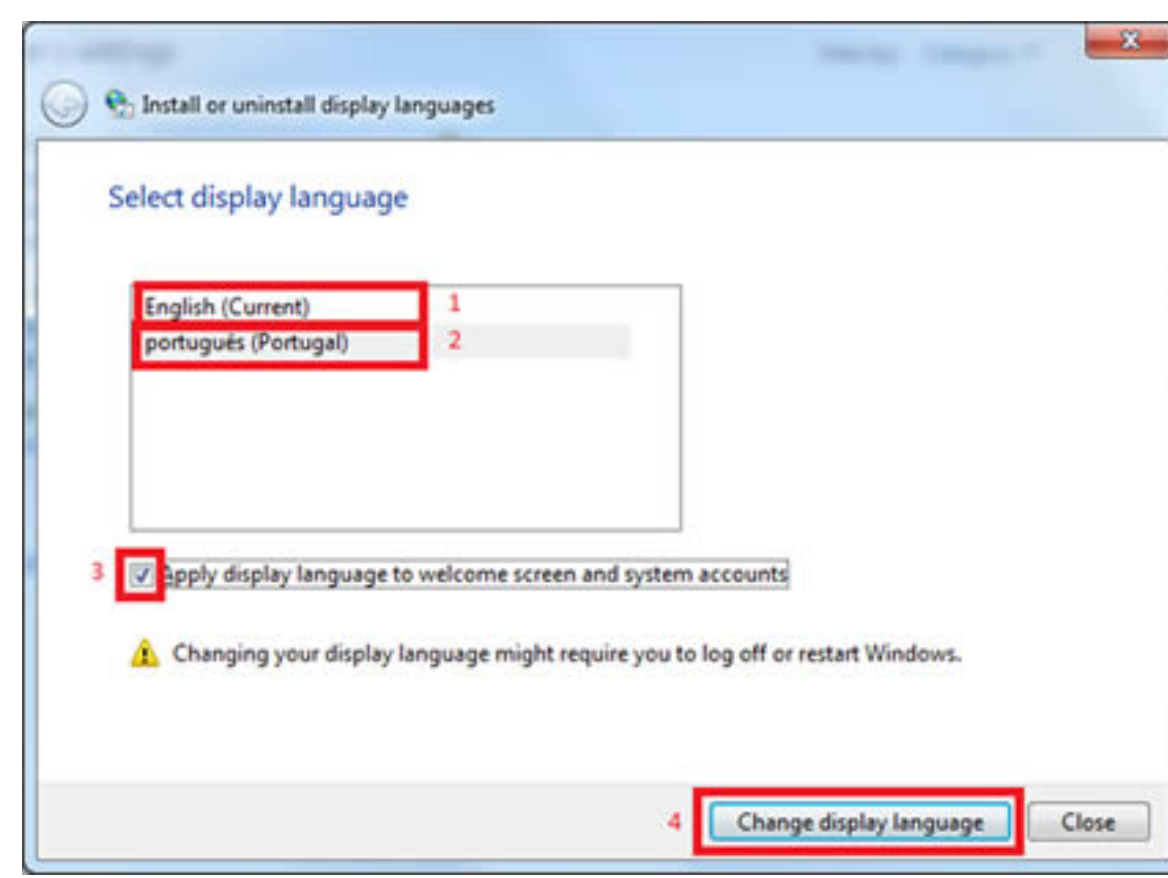 Install or uninstall display languages
Select display language
English (Current)
1
português (Portugal)
2
3
Apply display language to welcome screen and system accounts
Changing your display language might require you to log off or restart Windows.
4
Change display language
Close